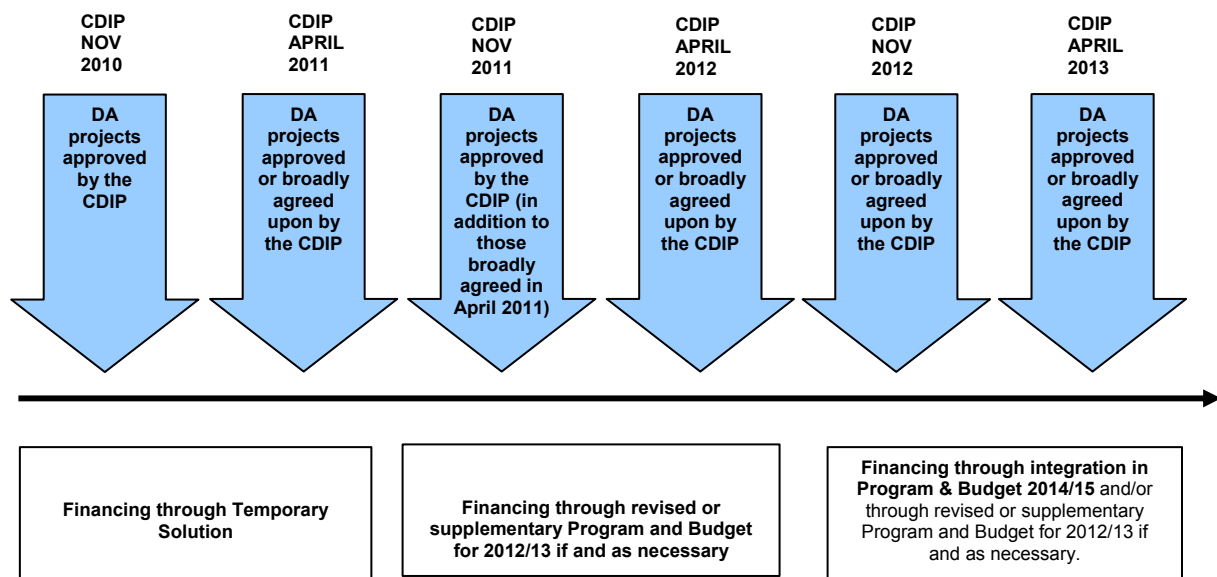 CDIP
NOV
2010
CDIP
APRIL
2011
CDIP
NOV
2011
CDIP
APRIL
2012
CDIP
NOV
2012
CDIP
APRIL
2013
DA
projects
approved
by the
CDIP
DA
projects
approved
or broadly
agreed
upon by
the CDIP
DA
projects
approved
by the
CDIP (in
addition to
those
broadly
agreed in
April 2011)
DA
projects
approved
or broadly
agreed
upon by
the CDIP
DA
projects
approved
or broadly
agreed
upon by
the CDIP
DA
projects
approved
or broadly
agreed
upon by
the CDIP
Financing through Temporary
Solution
Financing through revised or
supplementary Program and Budget
for 2012/13 if and as necessary
Financing through integration in
Program & Budget 2014/15 and/or
through revised or supplementary
Program and Budget for 2012/13 if
and as necessary.